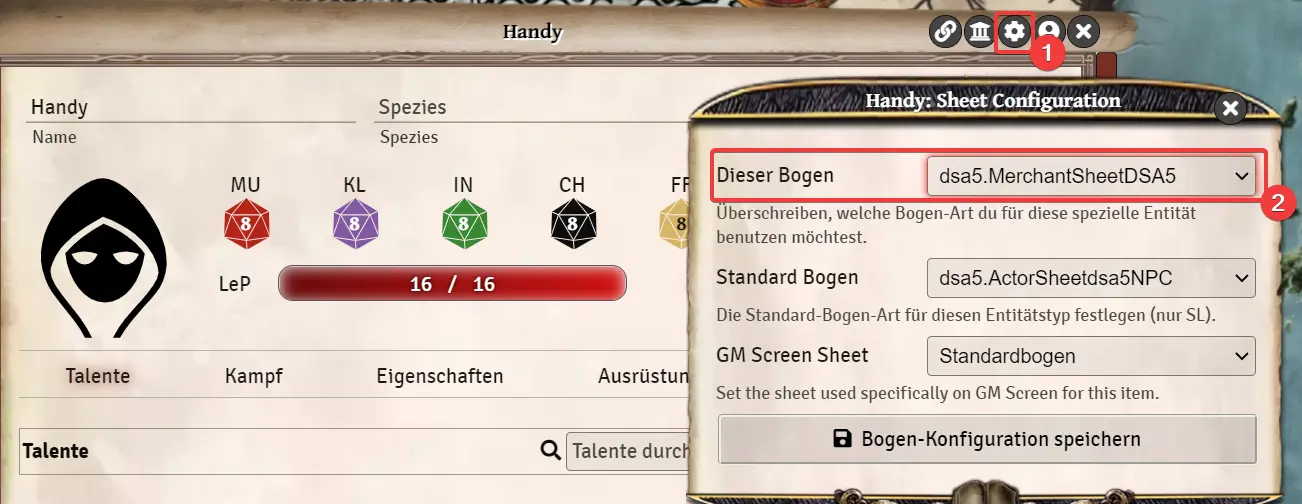 Handy
1
Handy
Name
Spezies
Spezies
MU
KL
IN
CH
FF
8
8
8
8
8
LeP
16 / 16
Talente
Kampf
Eigenschaften
Ausrüstun
Talente
Talente durch
Handy: Sheet Configuration
Dieser Bogen
dsa5.MerchantSheetDSA5
2
Überschreiben, welche Bogen-Art du für diese spezielle Entität
benutzen möchtest.
Standard Bogen
dsa5.ActorSheetdsa5NPC
Die Standard-Bogen-Art für diesen Entitätstyp festlegen (nur SL).
GM Screen Sheet
Standardbogen
Set the sheet used specifically on GM Screen for this item.
Bogen-Konfiguration speichern